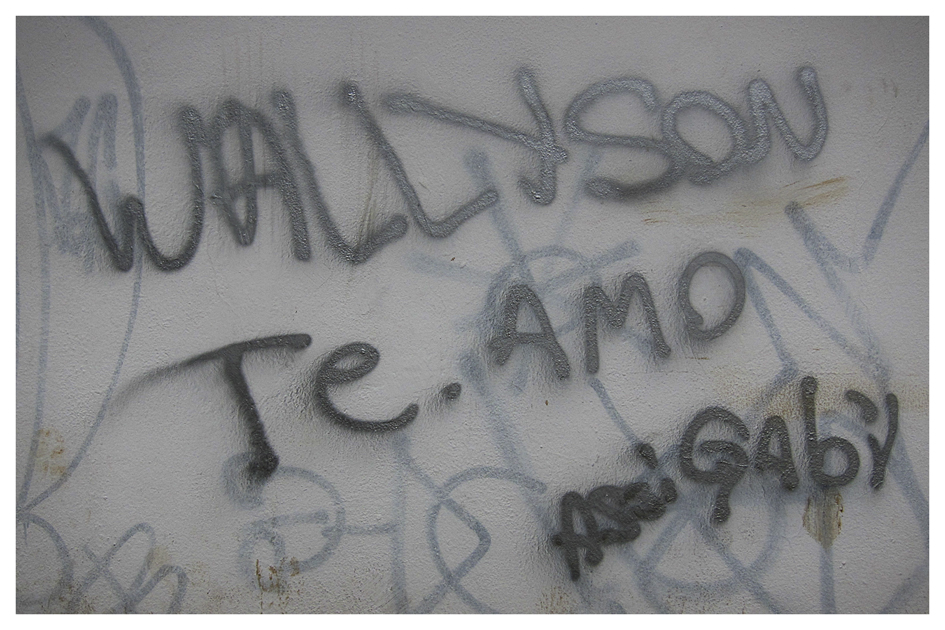 WALLYSON
Te. AMO
ASS: GAbY